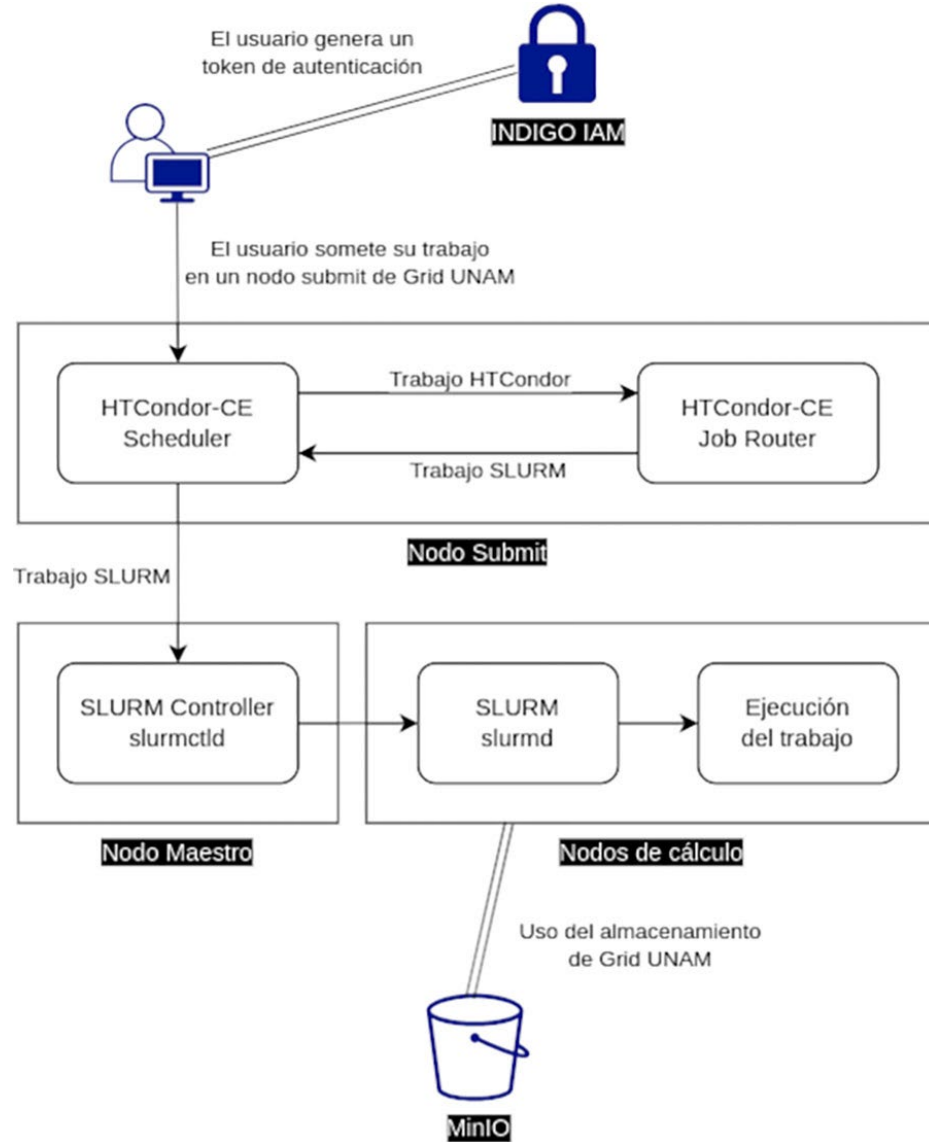 El usuario genera un
token de autenticación
INDIGO IAM
El usuario somete su trabajo
en un nodo submit de Grid UNAM
HTCondor-CE
Scheduler
Trabajo HTCondor
HTCondor-CE
Job Router
Trabajo SLURM
Nodo Submit
Trabajo SLURM
SLURM Controller
slurmctld
SLURM
slurmd
Ejecución
del trabajo
Nodo Maestro
Nodos de cálculo
Uso del almacenamiento
de Grid UNAM
MinIO